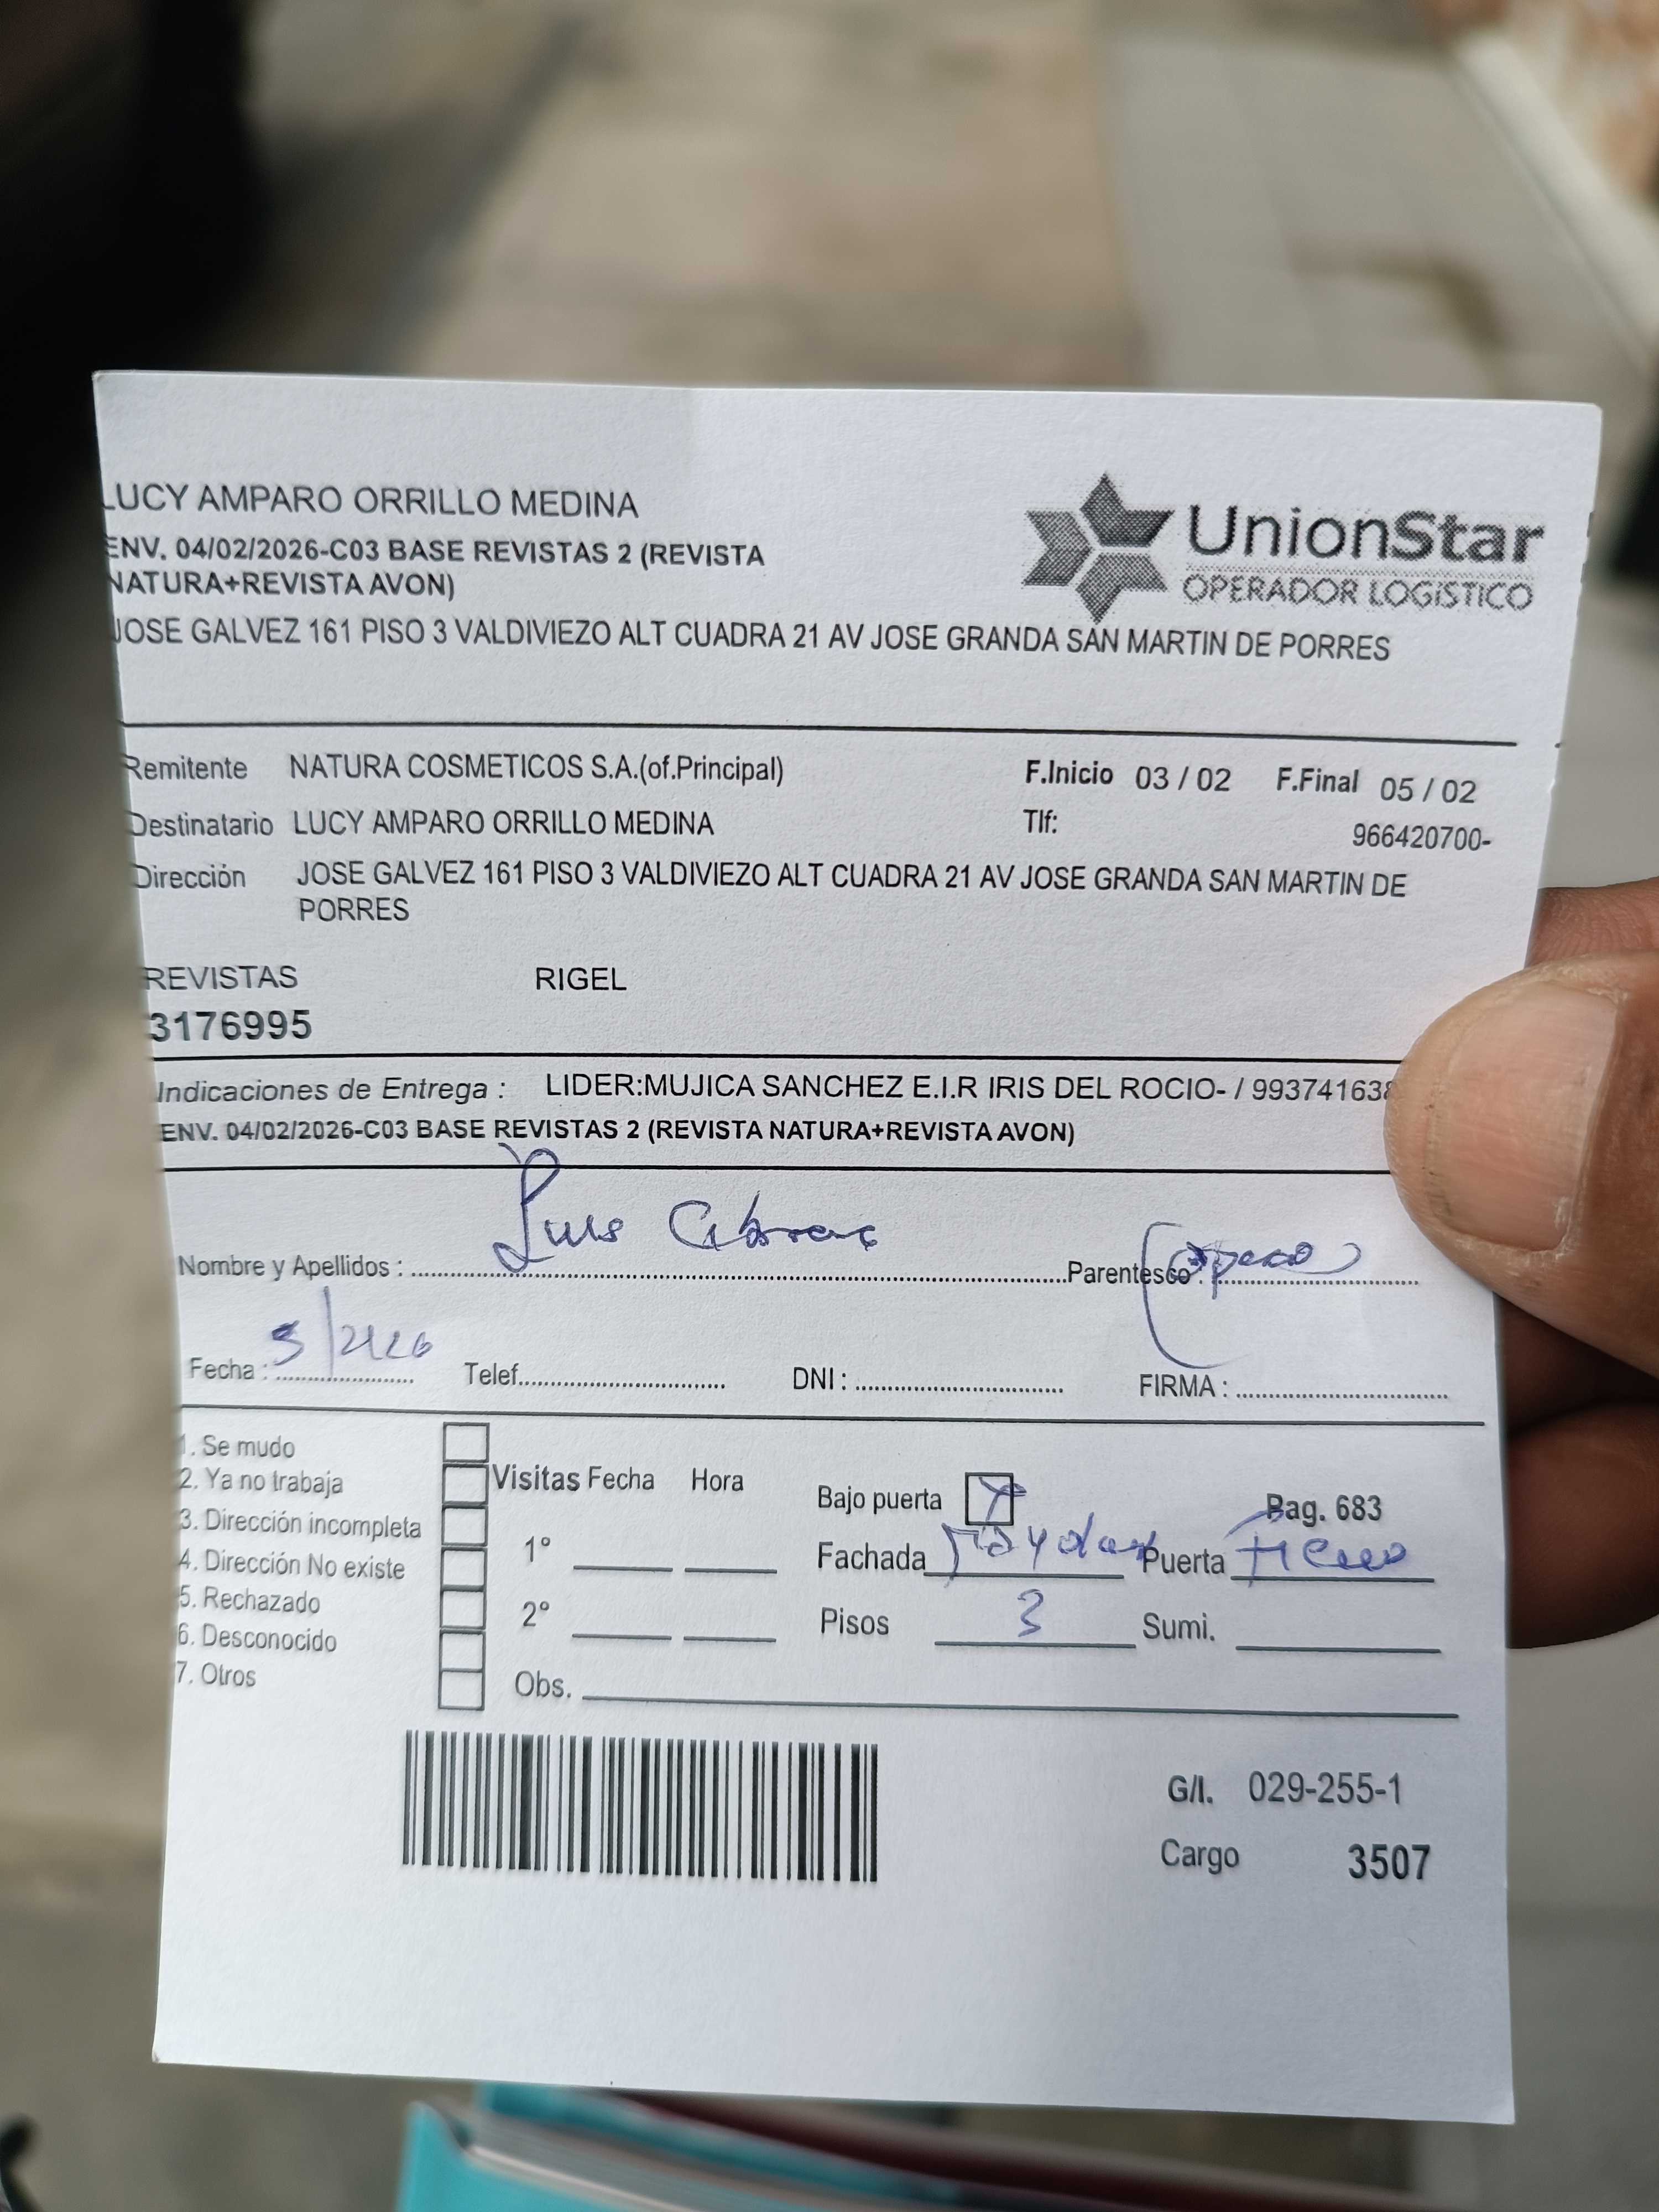 LUCY AMPARO ORRILLO MEDINA
ENV. 04/02/2026-C03 BASE REVISTAS 2 (REVISTA
NATURA+REVISTA AVON)
UnionStar
OPERADOR LOGÍSTICO
JOSE GALVEZ 161 PISO 3 VALDIVIEZO ALT CUADRA 21 AV JOSE GRANDA SAN MARTIN DE PORRES
Remitente NATURA COSMETICOS S.A.(of.Principal) F.Inicio 03 / 02 F.Final 05 / 02
Destinatario LUCY AMPARO ORRILLO MEDINA Tlf: 966420700-
Dirección JOSE GALVEZ 161 PISO 3 VALDIVIEZO ALT CUADRA 21 AV JOSE GRANDA SAN MARTIN DE
PORRES
REVISTAS RIGEL
3176995
Indicaciones de Entrega : LIDER:MUJICA SANCHEZ E.I.R IRIS DEL ROCIO- / 993741638
ENV. 04/02/2026-C03 BASE REVISTAS 2 (REVISTA NATURA+REVISTA AVON)
Nombre y Apellidos : Luis Parentesco :
Fecha : Telef. DNI : FIRMA :
1. Se mudo
2. Ya no trabaja
3. Dirección incompleta
4. Dirección No existe
5. Rechazado
6. Desconocido
7. Otros
Visitas Fecha Hora
1°
2°
Obs.
Bajo puerta Pag. 683
Fachada Puerta Fierro
Pisos 3 Sumi.
G/I. 029-255-1
Cargo 3507